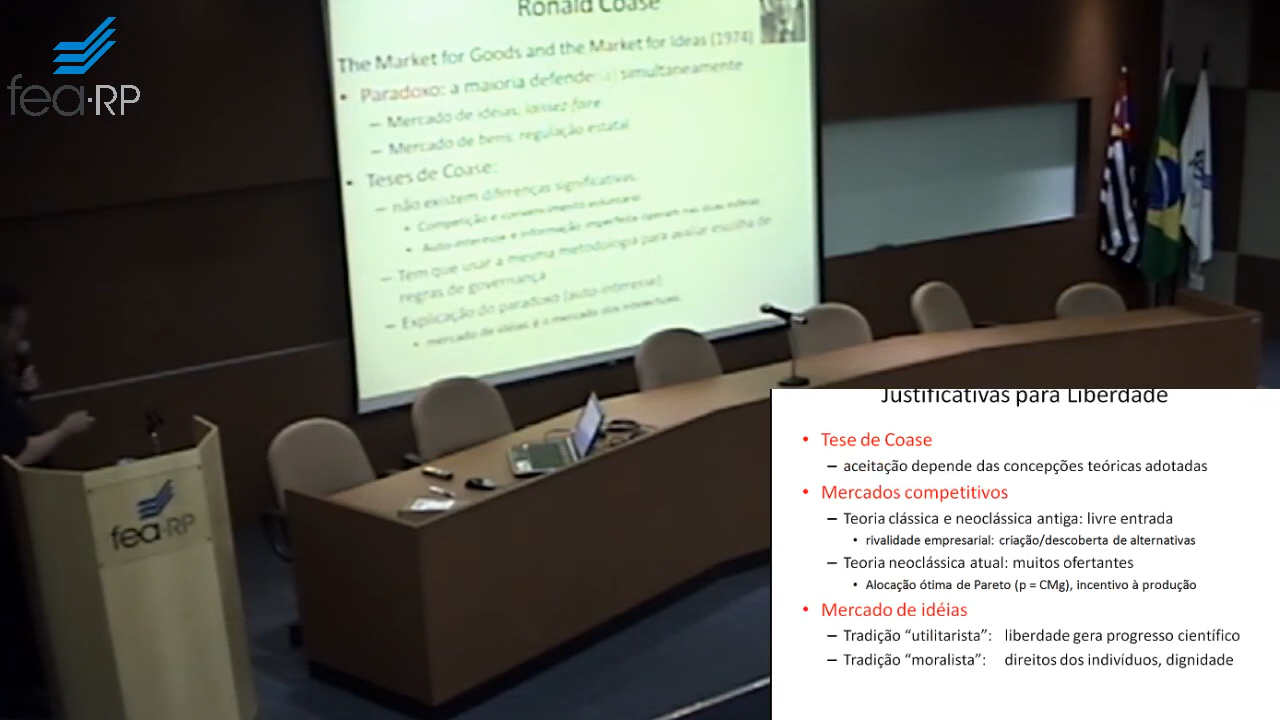 fea-RP
Ronald Coase
The Market for Goods and the Market for Ideas (1974)
• Paradoxo: a maioria defende simultaneamente
– Mercado de ideias: laissez-faire
– Mercado de bens: regulação estatal
• Teses de Coase:
– não existem diferenças significativas.
• Competição e convencimento voluntário
• Auto-interesse e informação imperfeita operam nas duas esferas
– Tem que usar a mesma metodologia para avaliar escolha de
regras de governança
– Explicação do paradoxo (auto-interesse):
• mercado de idéias é o mercado dos intelectuais.
fea-RP
Justificativas para Liberdade
• Tese de Coase
– aceitação depende das concepções teóricas adotadas
• Mercados competitivos
– Teoria clássica e neoclássica antiga: livre entrada
• rivalidade empresarial: criação/descoberta de alternativas
– Teoria neoclássica atual: muitos ofertantes
• Alocação ótima de Pareto (p = CMg), incentivo à produção
• Mercado de idéias
– Tradição “utilitarista”: liberdade gera progresso científico
– Tradição “moralista”: direitos dos indivíduos, dignidade